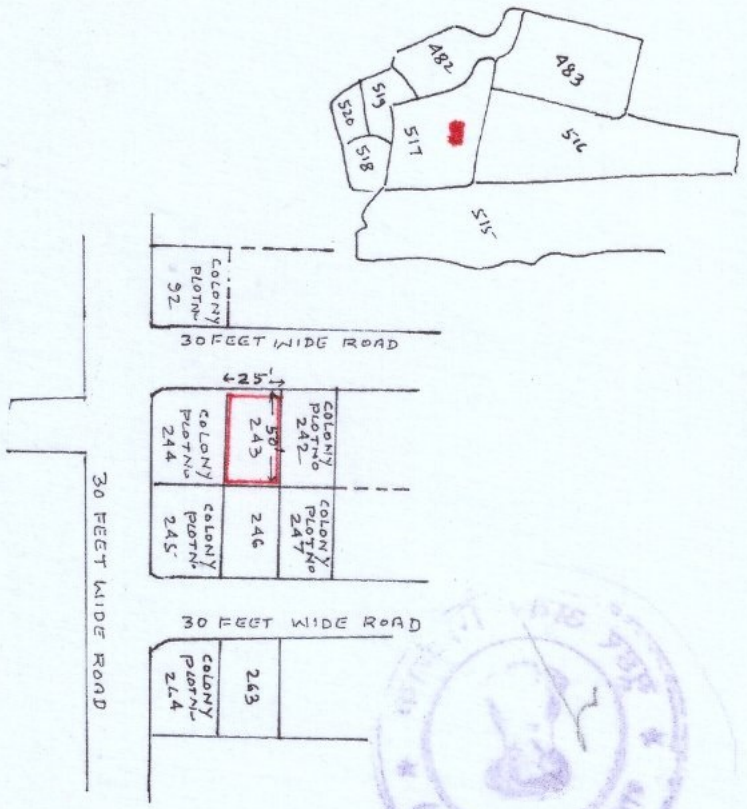 482
483
519
520
517
516
518
515
COLONY
PLOT No
92
30 FEET WIDE ROAD
25'
50'
COLONY
PLOT No
244
243
COLONY
PLOT No
242
COLONY
PLOT No
245
246
COLONY
PLOT No
247
30 FEET WIDE ROAD
30 FEET WIDE ROAD
COLONY
PLOT No
264
263